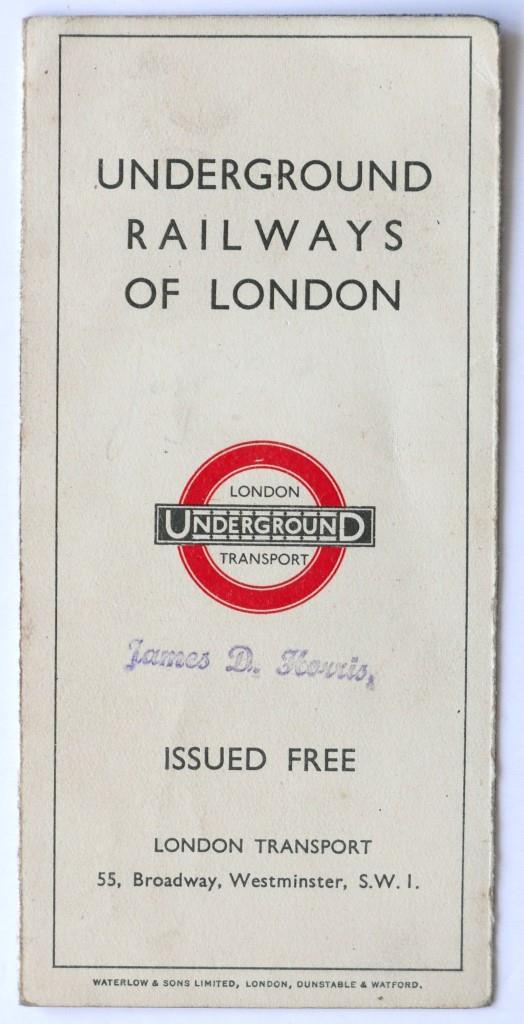 UNDERGROUND
RAILWAYS
OF LONDON
LONDON
UNDERGROUND
TRANSPORT
James D. Norris,
ISSUED FREE
LONDON TRANSPORT
55, Broadway, Westminster, S.W.1.
WATERLOW & SONS LIMITED, LONDON, DUNSTABLE & WATFORD.